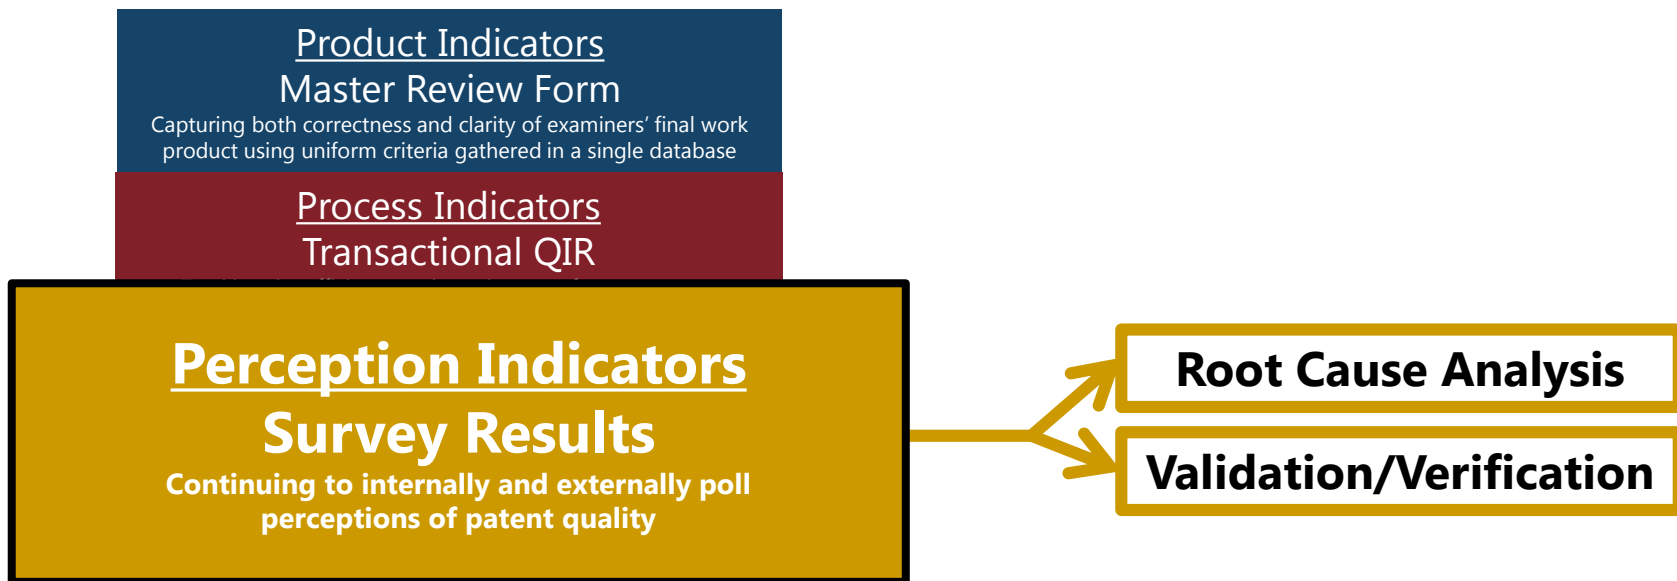 Product Indicators
Master Review Form
Capturing both correctness and clarity of examiners’ final work
product using uniform criteria gathered in a single database
Process Indicators
Transactional QIR
Perception Indicators
Survey Results
Continuing to internally and externally poll
perceptions of patent quality
Root Cause Analysis
Validation/Verification